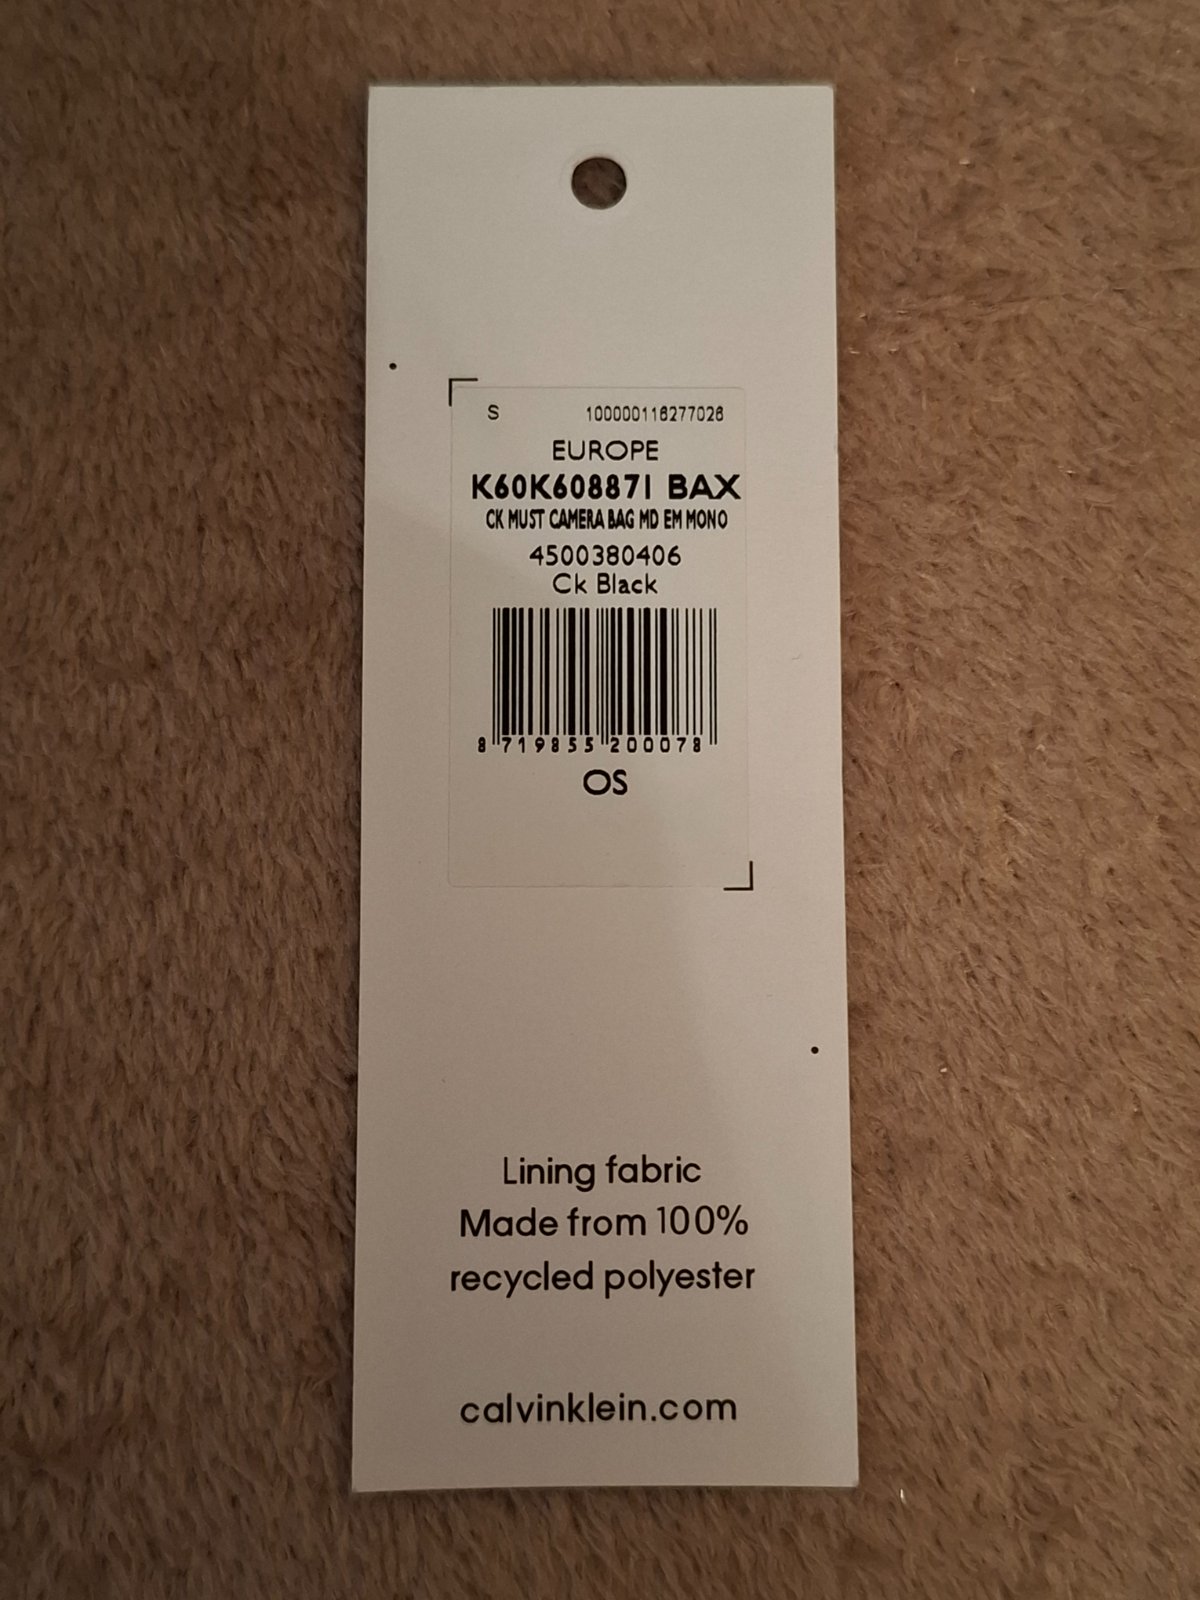 S 100000116277026
EUROPE
K60K608871 BAX
CK MUST CAMERA BAG MD EM MONO
4500380406
Ck Black
8 719855 200078
OS
Lining fabric
Made from 100%
recycled polyester
calvinklein.com